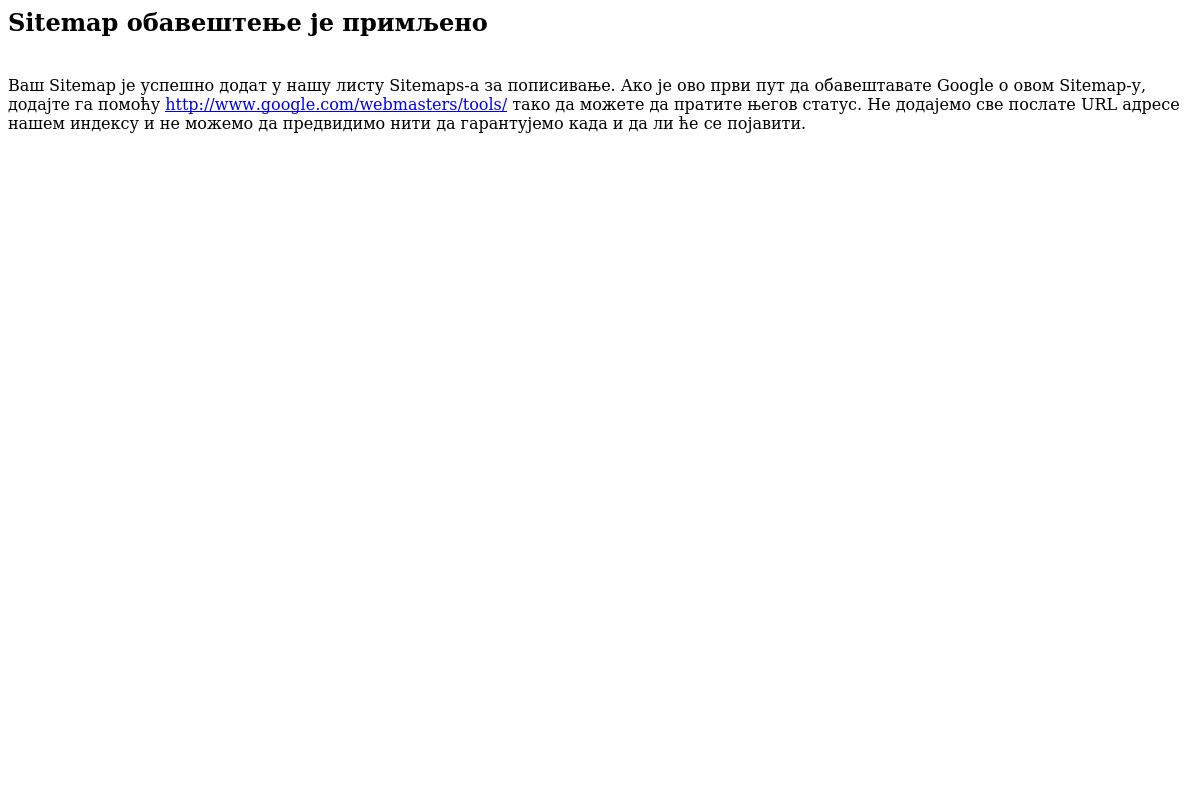 Sitemap обавештење је примљено
Ваш Sitemap је успешно додат у нашу листу Sitemaps-а за пописивање. Ако је ово први пут да обавештавате Google о овом Sitemap-у,
додајте га помоћу http://www.google.com/webmasters/tools/ тако да можете да пратите његов статус. Не додајемо све послате URL адресе
нашем индексу и не можемо да предвидимо нити да гарантујемо када и да ли ће се појавити.